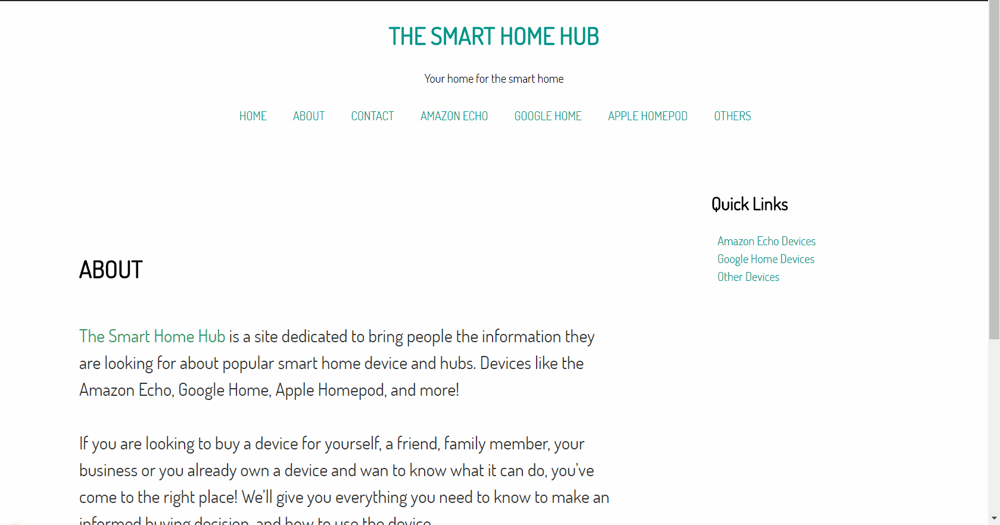 THE SMART HOME HUB
Your home for the smart home
HOME ABOUT CONTACT AMAZON ECHO GOOGLE HOME APPLE HOMEPOD OTHERS
Quick Links
Amazon Echo Devices
Google Home Devices
Other Devices
ABOUT
The Smart Home Hub is a site dedicated to bring people the information they
are looking for about popular smart home device and hubs. Devices like the
Amazon Echo, Google Home, Apple Homepod, and more!
If you are looking to buy a device for yourself, a friend, family member, your
business or you already own a device and wan to know what it can do, you’ve
come to the right place! We’ll give you everything you need to know to make an
informed buying decision, and how to use the device.